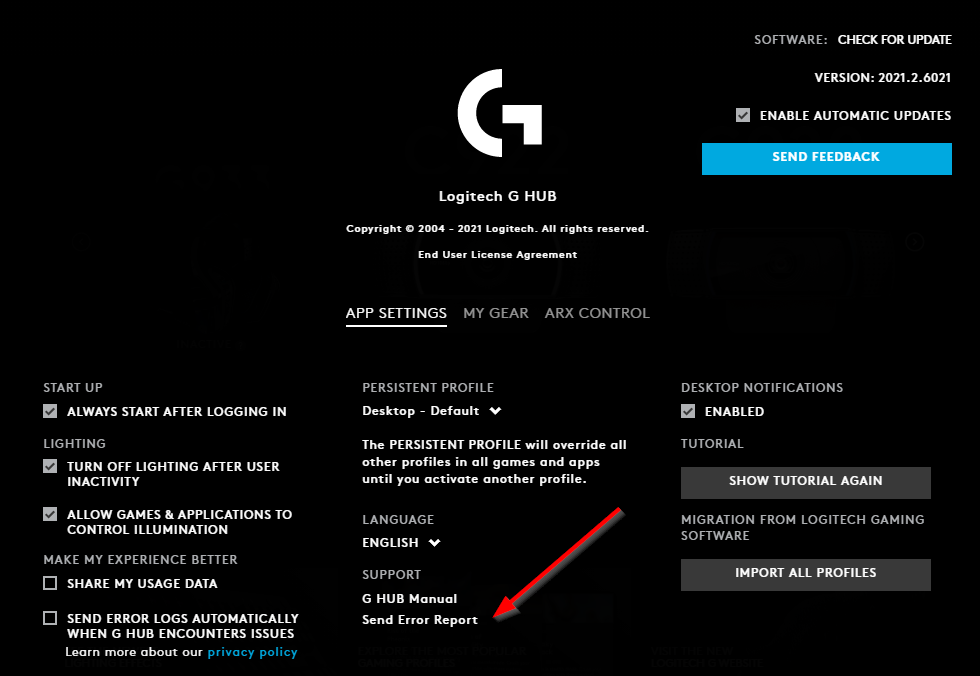 SOFTWARE: CHECK FOR UPDATE
VERSION: 2021.2.6021
ENABLE AUTOMATIC UPDATES
SEND FEEDBACK
Logitech G HUB
Copyright © 2004 - 2021 Logitech. All rights reserved.
End User License Agreement
APP SETTINGS MY GEAR ARX CONTROL
START UP
ALWAYS START AFTER LOGGING IN
LIGHTING
TURN OFF LIGHTING AFTER USER
INACTIVITY
ALLOW GAMES & APPLICATIONS TO
CONTROL ILLUMINATION
MAKE MY EXPERIENCE BETTER
SHARE MY USAGE DATA
SEND ERROR LOGS AUTOMATICALLY
WHEN G HUB ENCOUNTERS ISSUES
Learn more about our privacy policy
PERSISTENT PROFILE
Desktop - Default
The PERSISTENT PROFILE will override all
other profiles in all games and apps
until you activate another profile.
LANGUAGE
ENGLISH
SUPPORT
G HUB Manual
Send Error Report
DESKTOP NOTIFICATIONS
ENABLED
TUTORIAL
SHOW TUTORIAL AGAIN
MIGRATION FROM LOGITECH GAMING
SOFTWARE
IMPORT ALL PROFILES